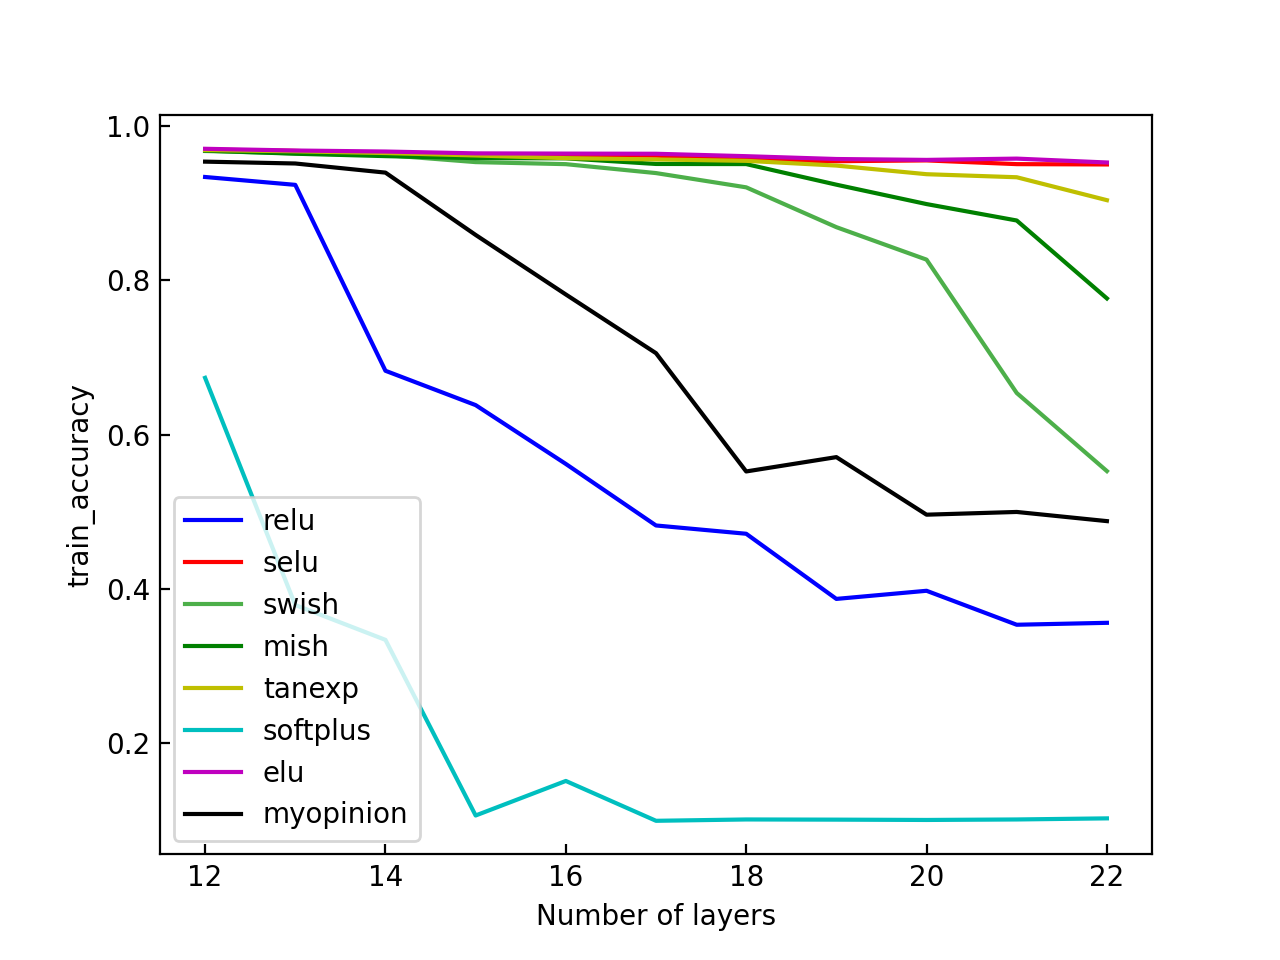 1.0
0.8
0.6
0.4
0.2
train_accuracy
relu
selu
swish
mish
tanexp
softplus
elu
myopinion
12 14 16 18 20 22
Number of layers